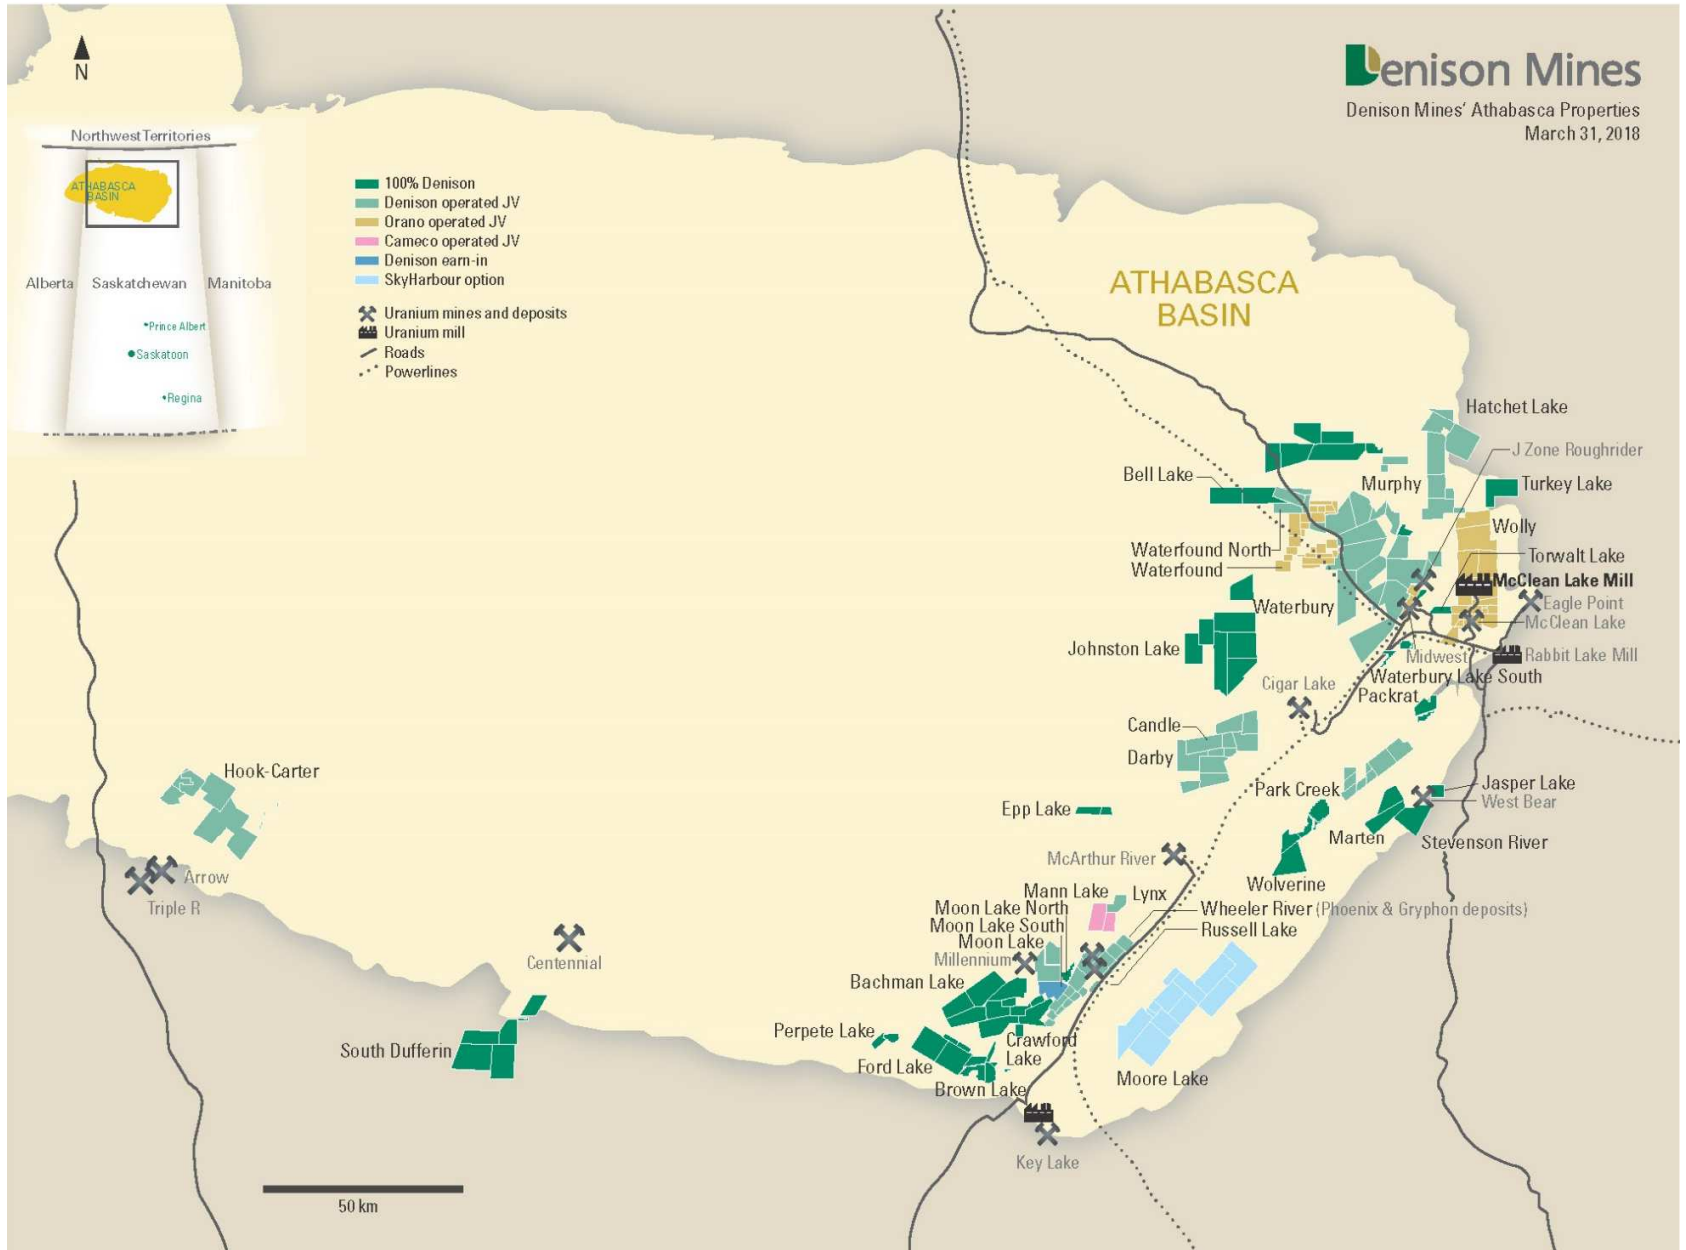 Denison Mines
Denison Mines' Athabasca Properties
March 31, 2018
N
Northwest Territories
ATHABASCA
BASIN
Alberta
Saskatchewan
Manitoba
Prince Albert
Saskatoon
Regina
100% Denison
Denison operated JV
Orano operated JV
Cameco operated JV
Denison earn-in
SkyHarbour option
Uranium mines and deposits
Uranium mill
Roads
Powerlines
ATHABASCA
BASIN
Hatchet Lake
J Zone Roughrider
Bell Lake
Murphy
Turkey Lake
Wolly
Waterfound North
Torwalt Lake
Waterfound
McClean Lake Mill
Waterbury
Eagle Point
McClean Lake
Johnston Lake
Midwest
Rabbit Lake Mill
Waterbury Lake South
Cigar Lake
Packrat
Candle
Darby
Hook-Carter
Park Creek
Jasper Lake
West Bear
Epp Lake
Marten
Stevenson River
McArthur River
Arrow
Triple R
Wolverine
Mann Lake
Lynx
Moon Lake North
Wheeler River (Phoenix & Gryphon deposits)
Moon Lake South
Russell Lake
Moon Lake
Millennium
Centennial
Bachman Lake
Perpete Lake
South Dufferin
Crawford
Lake
Ford Lake
Moore Lake
Brown Lake
Key Lake
50 km